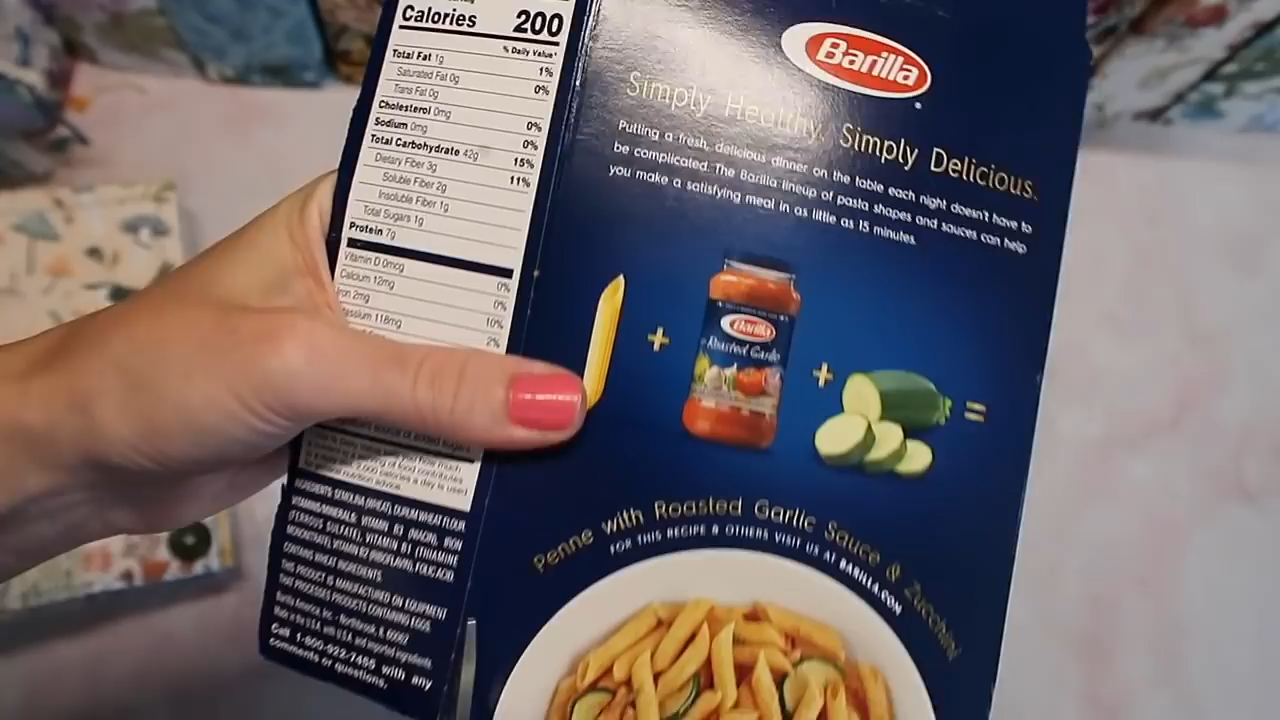 Calories 200
% Daily Value*
Total Fat 1g 1%
Saturated Fat 0g 0%
Trans Fat 0g
Cholesterol 0mg 0%
Sodium 0mg 0%
Total Carbohydrate 42g 15%
Dietary Fiber 3g 11%
Soluble Fiber 2g
Insoluble Fiber 1g
Total Sugars 1g
Protein 7g
Vitamin D 0mcg 0%
Calcium 12mg 0%
Iron 2mg 10%
118mg 2%
INGREDIENTS: SEMOLINA (WHEAT), DURUM WHEAT FLOUR
VITAMINS/MINERALS: VITAMIN B3 (NIACIN), IRON
(FERROUS SULFATE), VITAMIN B1 (THIAMINE
MONONITRATE), VITAMIN B2 (RIBOFLAVIN), FOLIC ACID
CONTAINS WHEAT INGREDIENTS.
THIS PRODUCT IS MANUFACTURED ON EQUIPMENT
THAT PROCESSES PRODUCTS CONTAINING EGGS.
Barilla America, Inc. - Northbrook, IL 60062
Made in the U.S.A. with U.S.A. and imported ingredients.
Call 1-800-922-7455 with any
comments or questions.
Barilla
Simply Healthy. Simply Delicious.
Putting a fresh, delicious dinner on the table each night doesn't have to
be complicated. The Barilla lineup of pasta shapes and sauces can help
you make a satisfying meal in as little as 15 minutes.
+
Barilla
Roasted Garlic
+
=
Penne with Roasted Garlic Sauce & Zucchini
FOR THIS RECIPE & OTHERS VISIT US AT BARILLA.COM